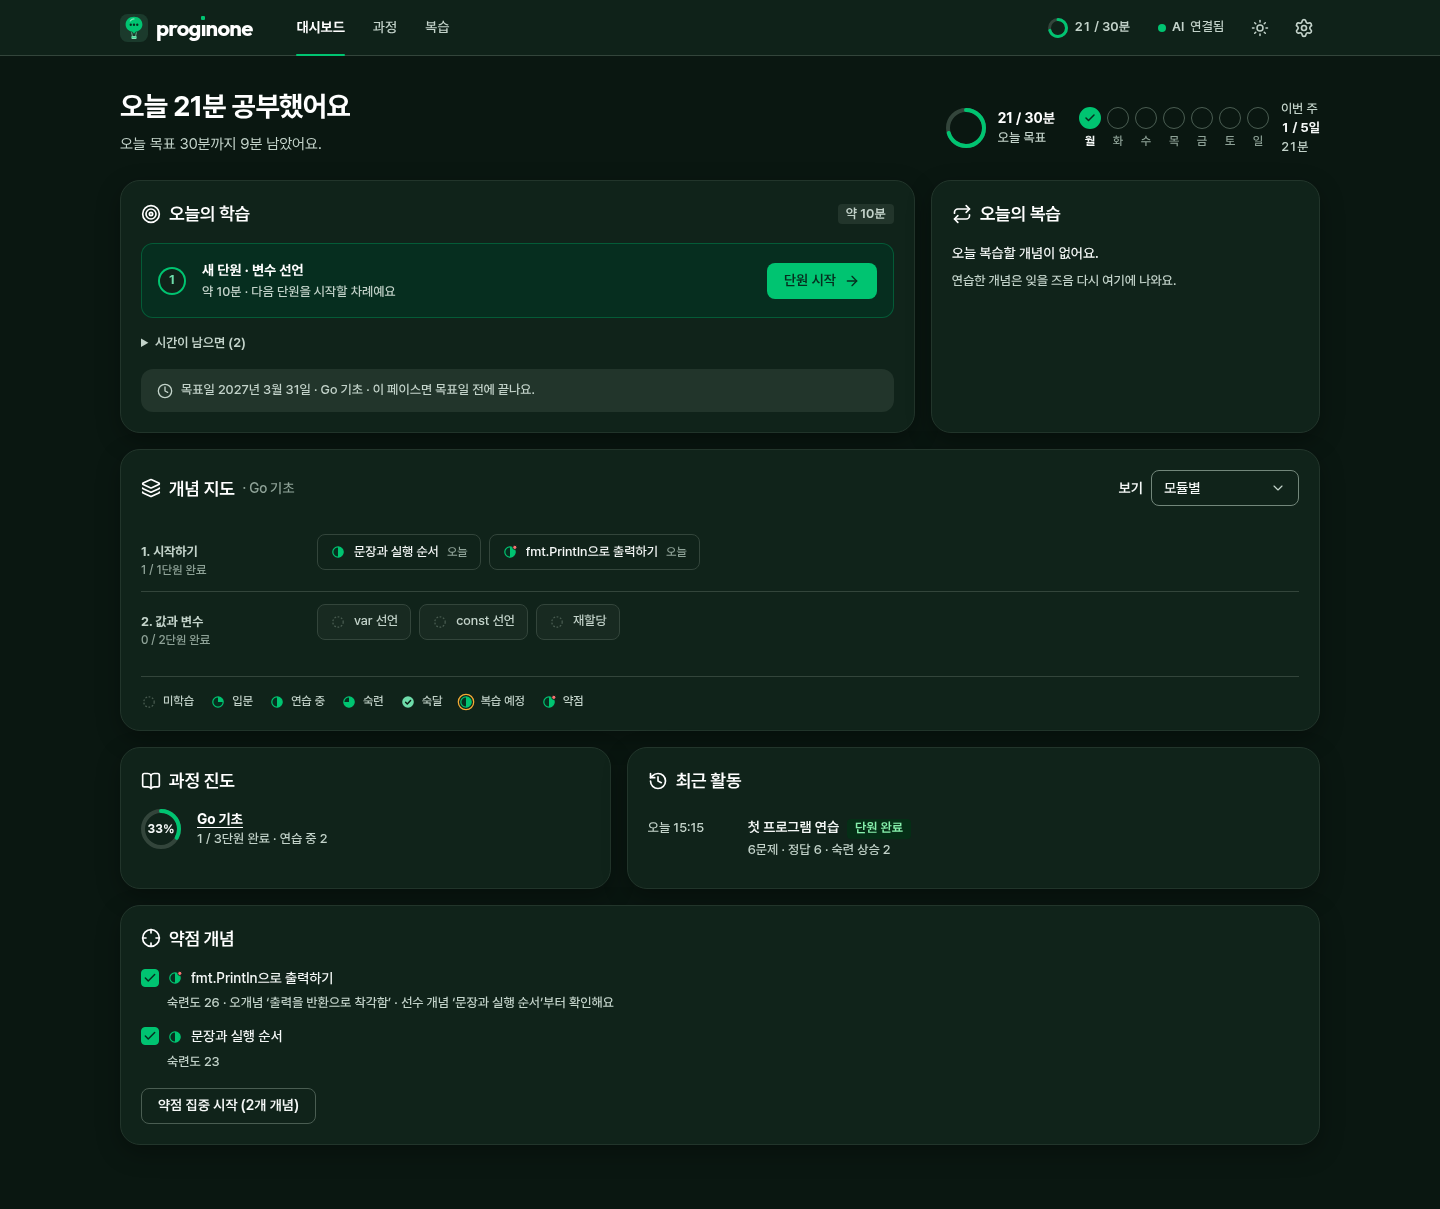 proginone
대시보드
과정
복습
21 / 30분
AI 연결됨
오늘 21분 공부했어요
오늘 목표 30분까지 9분 남았어요.
21 / 30분
오늘 목표
월 화 수 목 금 토 일
이번 주
1 / 5일
21분
오늘의 학습
약 10분
1
새 단원 · 변수 선언
약 10분 · 다음 단원을 시작할 차례예요
단원 시작
시간이 남으면 (2)
목표일 2027년 3월 31일 · Go 기초 · 이 페이스면 목표일 전에 끝나요.
오늘의 복습
오늘 복습할 개념이 없어요.
연습한 개념은 잊을 즈음 다시 여기에 나와요.
개념 지도 · Go 기초
보기
모듈별
1. 시작하기
1 / 1단원 완료
문장과 실행 순서 오늘
fmt.Println으로 출력하기 오늘
2. 값과 변수
0 / 2단원 완료
var 선언
const 선언
재할당
미학습
입문
연습 중
숙련
숙달
복습 예정
약점
과정 진도
33%
Go 기초
1 / 3단원 완료 · 연습 중 2
최근 활동
오늘 15:15
첫 프로그램 연습
단원 완료
6문제 · 정답 6 · 숙련 상승 2
약점 개념
fmt.Println으로 출력하기
숙련도 26 · 오개념 ‘출력을 반환으로 착각함’ · 선수 개념 ‘문장과 실행 순서’부터 확인해요
문장과 실행 순서
숙련도 23
약점 집중 시작 (2개 개념)